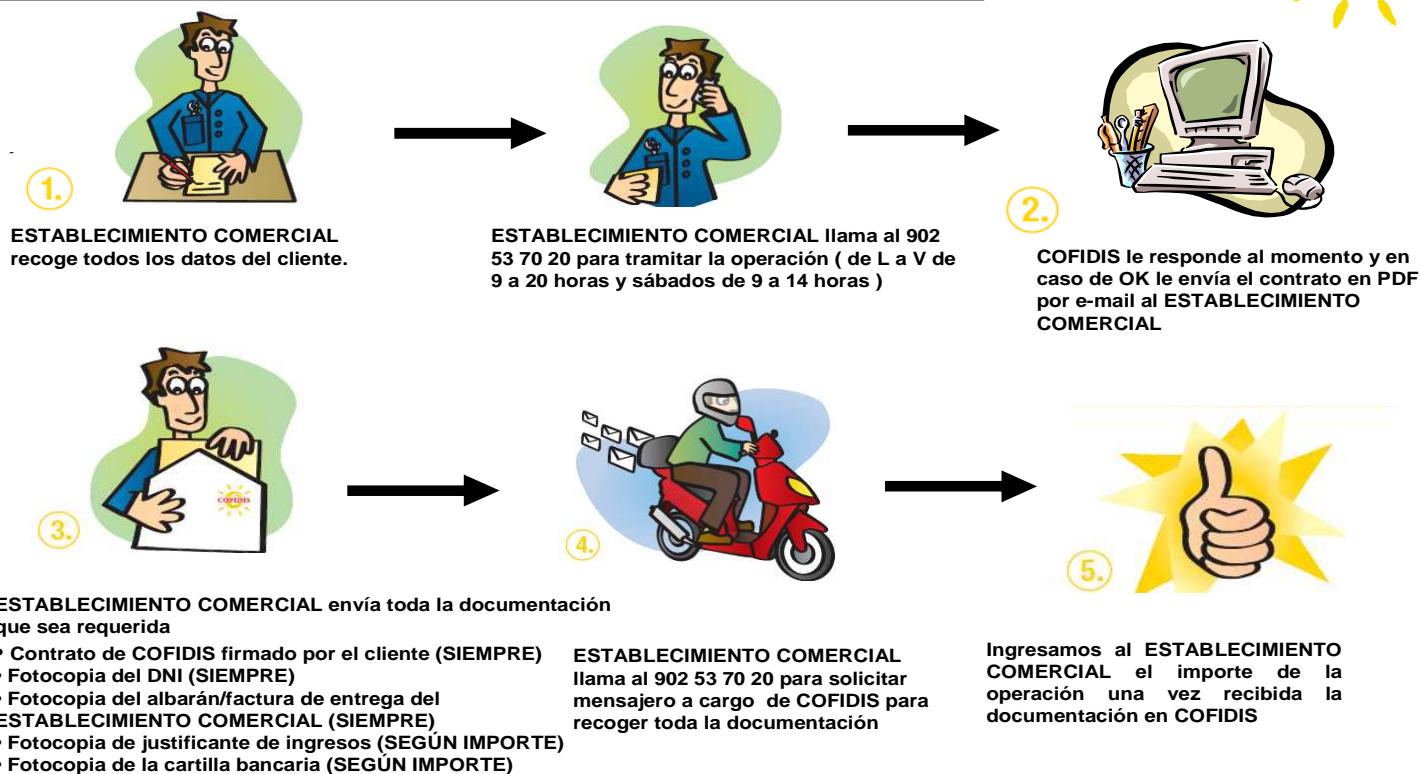 1.
ESTABLECIMIENTO COMERCIAL
recoge todos los datos del cliente.
ESTABLECIMIENTO COMERCIAL llama al 902
53 70 20 para tramitar la operación ( de L a V de
9 a 20 horas y sábados de 9 a 14 horas )
2.
COFIDIS le responde al momento y en
caso de OK le envía el contrato en PDF
por e-mail al ESTABLECIMIENTO
COMERCIAL
COFIDIS
3.
ESTABLECIMIENTO COMERCIAL envía toda la documentación
que sea requerida
• Contrato de COFIDIS firmado por el cliente (SIEMPRE)
• Fotocopia del DNI (SIEMPRE)
• Fotocopia del albarán/factura de entrega del
ESTABLECIMIENTO COMERCIAL (SIEMPRE)
• Fotocopia de justificante de ingresos (SEGÚN IMPORTE)
• Fotocopia de la cartilla bancaria (SEGÚN IMPORTE)
4.
ESTABLECIMIENTO COMERCIAL
llama al 902 53 70 20 para solicitar
mensajero a cargo de COFIDIS para
recoger toda la documentación
5.
Ingresamos al ESTABLECIMIENTO
COMERCIAL el importe de la
operación una vez recibida la
documentación en COFIDIS